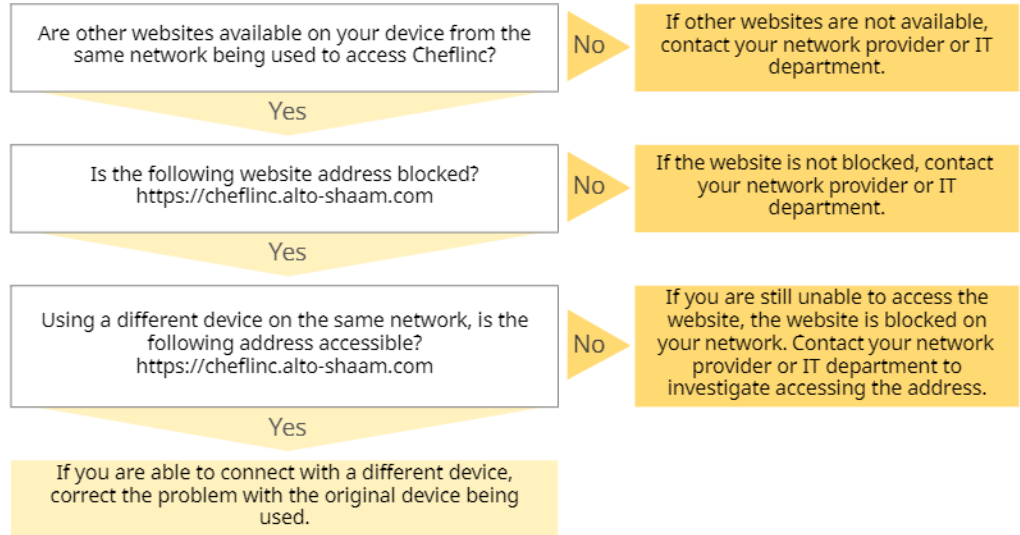 Are other websites available on your device from the
same network being used to access Cheflinc?
No
If other websites are not available,
contact your network provider or IT
department.
Yes
Is the following website address blocked?
https://cheflinc.alto-shaam.com
No
If the website is not blocked, contact
your network provider or IT
department.
Yes
Using a different device on the same network, is the
following address accessible?
https://cheflinc.alto-shaam.com
No
If you are still unable to access the
website, the website is blocked on
your network. Contact your network
provider or IT department to
investigate accessing the address.
Yes
If you are able to connect with a different device,
correct the problem with the original device being
used.